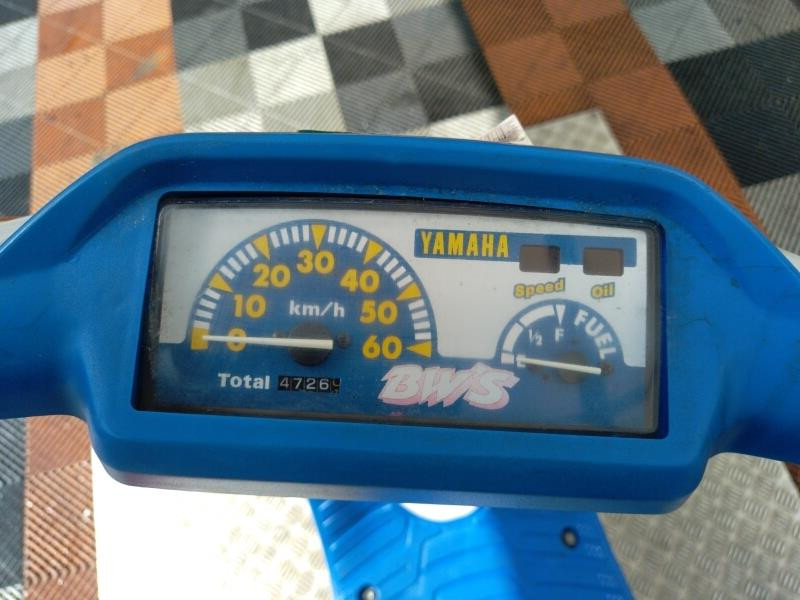 YAMAHA
Speed Oil
0 10 20 30 40 50 60
km/h
½ F
FUEL
Total 4726
BW'S